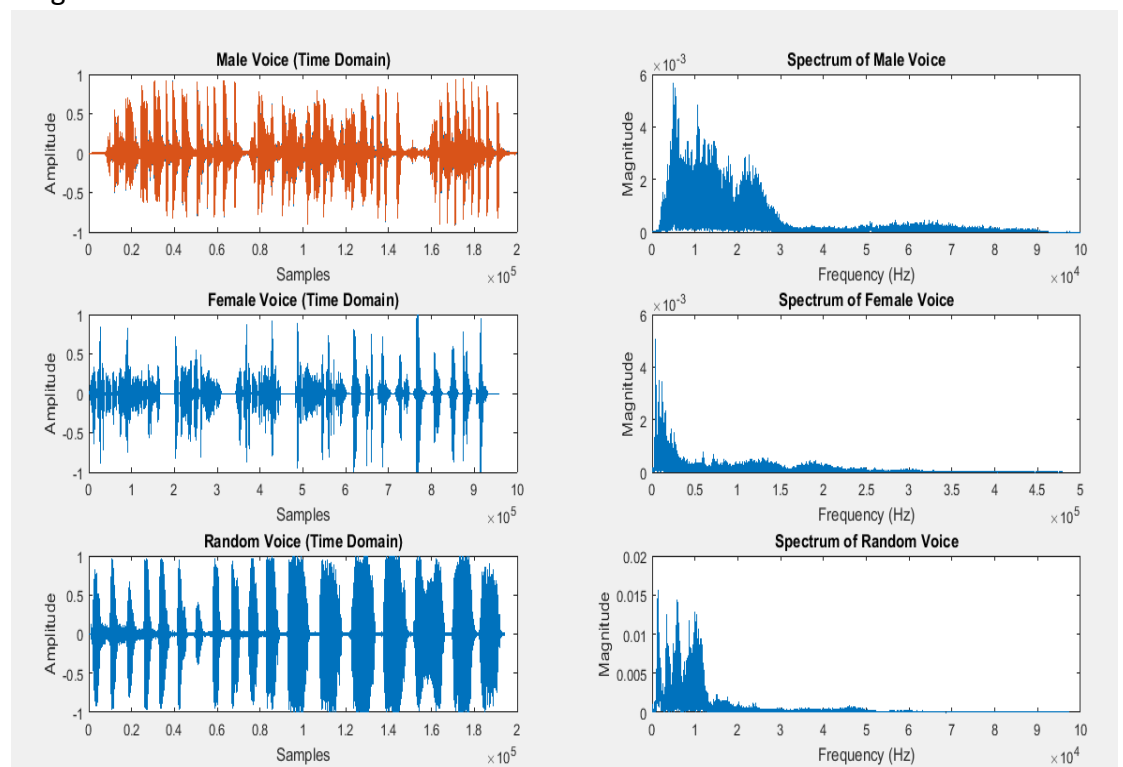 Male Voice (Time Domain)
1
0.5
0
-0.5
-1
Amplitude
0 0.2 0.4 0.6 0.8 1 1.2 1.4 1.6 1.8 2
Samples
×10^5
Spectrum of Male Voice
×10^-3
6
4
2
0
Magnitude
0 1 2 3 4 5 6 7 8 9 10
Frequency (Hz)
×10^4
Female Voice (Time Domain)
1
0.5
0
-0.5
-1
Amplitude
0 1 2 3 4 5 6 7 8 9 10
Samples
×10^5
Spectrum of Female Voice
×10^-3
6
4
2
0
Magnitude
0 0.5 1 1.5 2 2.5 3 3.5 4 4.5 5
Frequency (Hz)
×10^5
Random Voice (Time Domain)
1
0.5
0
-0.5
-1
Amplitude
0 0.2 0.4 0.6 0.8 1 1.2 1.4 1.6 1.8 2
Samples
×10^5
Spectrum of Random Voice
0.02
0.015
0.01
0.005
0
Magnitude
0 1 2 3 4 5 6 7 8 9 10
Frequency (Hz)
×10^4